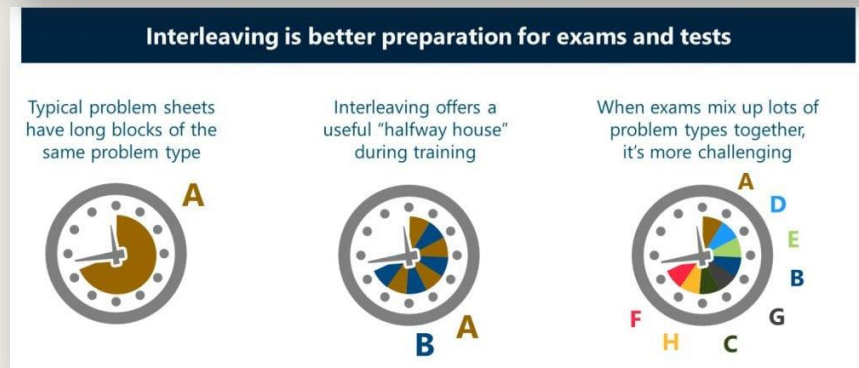 Interleaving is better preparation for exams and tests
Typical problem sheets
have long blocks of the
same problem type
A
Interleaving offers a
useful "halfway house"
during training
B
A
When exams mix up lots of
problem types together,
it's more challenging
A
D
E
B
G
C
H
F